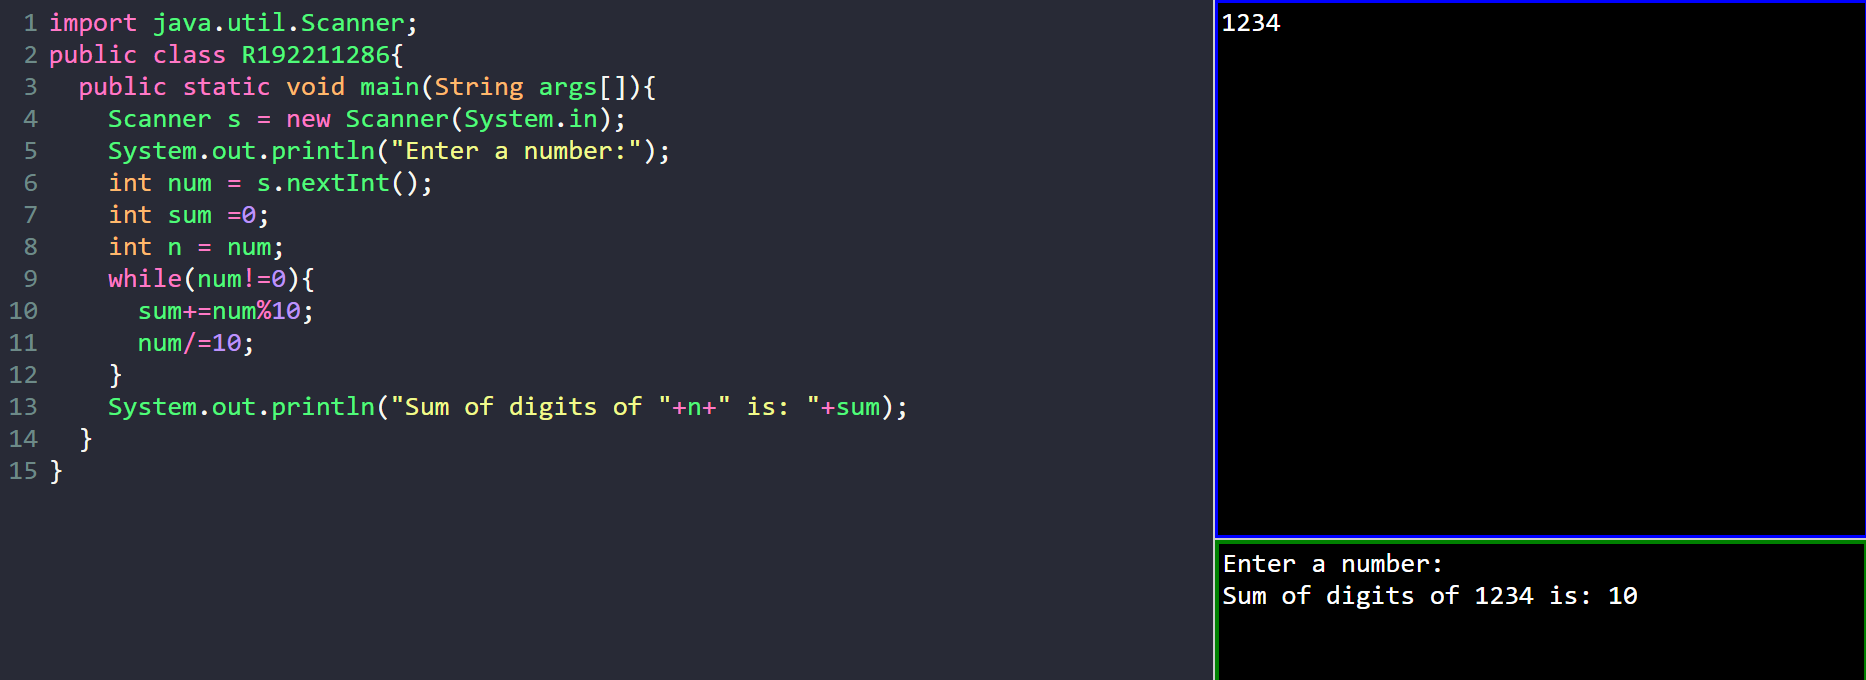 1 import java.util.Scanner;
2 public class R192211286{
3   public static void main(String args[]){
4     Scanner s = new Scanner(System.in);
5     System.out.println("Enter a number:");
6     int num = s.nextInt();
7     int sum =0;
8     int n = num;
9     while(num!=0){
10       sum+=num%10;
11       num/=10;
12     }
13     System.out.println("Sum of digits of "+n+" is: "+sum);
14   }
15 }
1234
Enter a number:
Sum of digits of 1234 is: 10